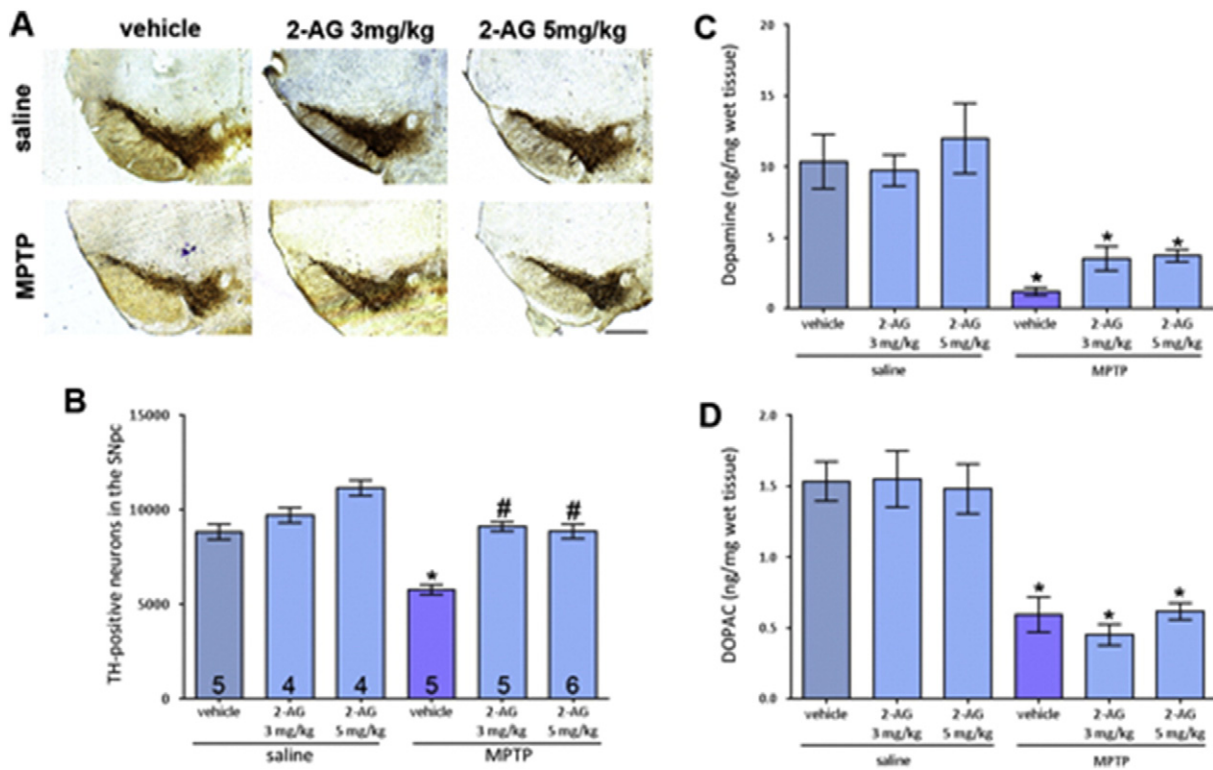 A
vehicle 2-AG 3mg/kg 2-AG 5mg/kg
saline
MPTP
B
TH-positive neurons in the SNpc
15000
10000
5000
0
*
#
#
5 4 4 5 5 6
vehicle 2-AG 2-AG vehicle 2-AG 2-AG
3 mg/kg 5 mg/kg 3 mg/kg 5 mg/kg
saline MPTP
C
Dopamine (ng/mg wet tissue)
20
15
10
5
0
*
*
*
vehicle 2-AG 2-AG vehicle 2-AG 2-AG
3 mg/kg 5 mg/kg 3 mg/kg 5 mg/kg
saline MPTP
D
DOPAC (ng/mg wet tissue)
2.0
1.5
1.0
0.5
0.0
*
*
*
vehicle 2-AG 2-AG vehicle 2-AG 2-AG
3 mg/kg 5 mg/kg 3 mg/kg 5 mg/kg
saline MPTP